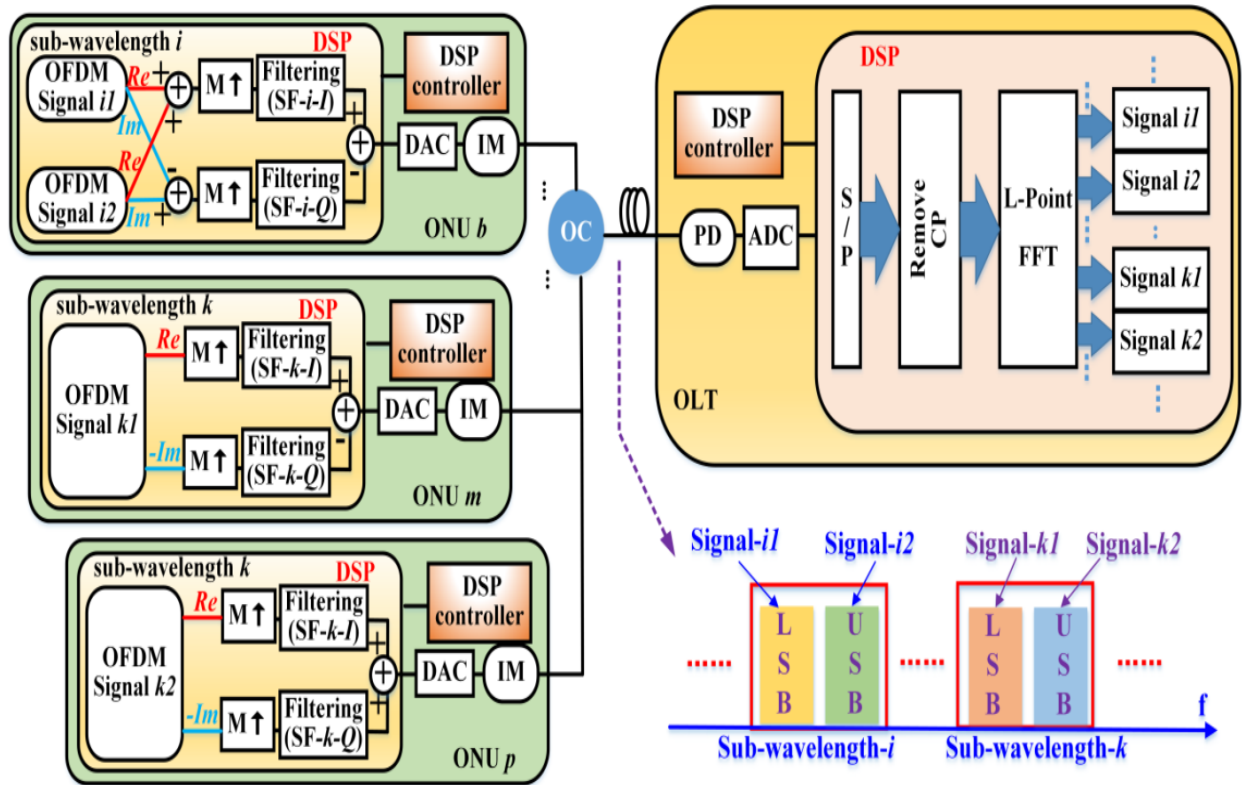 sub-wavelength i
DSP
OFDM
Signal i1
Re
+
+
Im
Re
-
Im
+
OFDM
Signal i2
M↑
Filtering
(SF-i-I)
M↑
Filtering
(SF-i-Q)
+
-
DSP
controller
DAC
IM
ONU b
sub-wavelength k
DSP
OFDM
Signal k1
Re
-Im
M↑
Filtering
(SF-k-I)
M↑
Filtering
(SF-k-Q)
+
-
DSP
controller
DAC
IM
ONU m
sub-wavelength k
DSP
OFDM
Signal k2
Re
-Im
M↑
Filtering
(SF-k-I)
M↑
Filtering
(SF-k-Q)
+
+
DSP
controller
DAC
IM
ONU p
...
OC
...
DSP
DSP
controller
PD
ADC
OLT
S
/
P
Remove
CP
L-Point
FFT
Signal i1
Signal i2
Signal k1
Signal k2
Signal-i1
Signal-i2
Signal-k1
Signal-k2
L
S
B
U
S
B
L
S
B
U
S
B
......
......
......
f
Sub-wavelength-i
Sub-wavelength-k